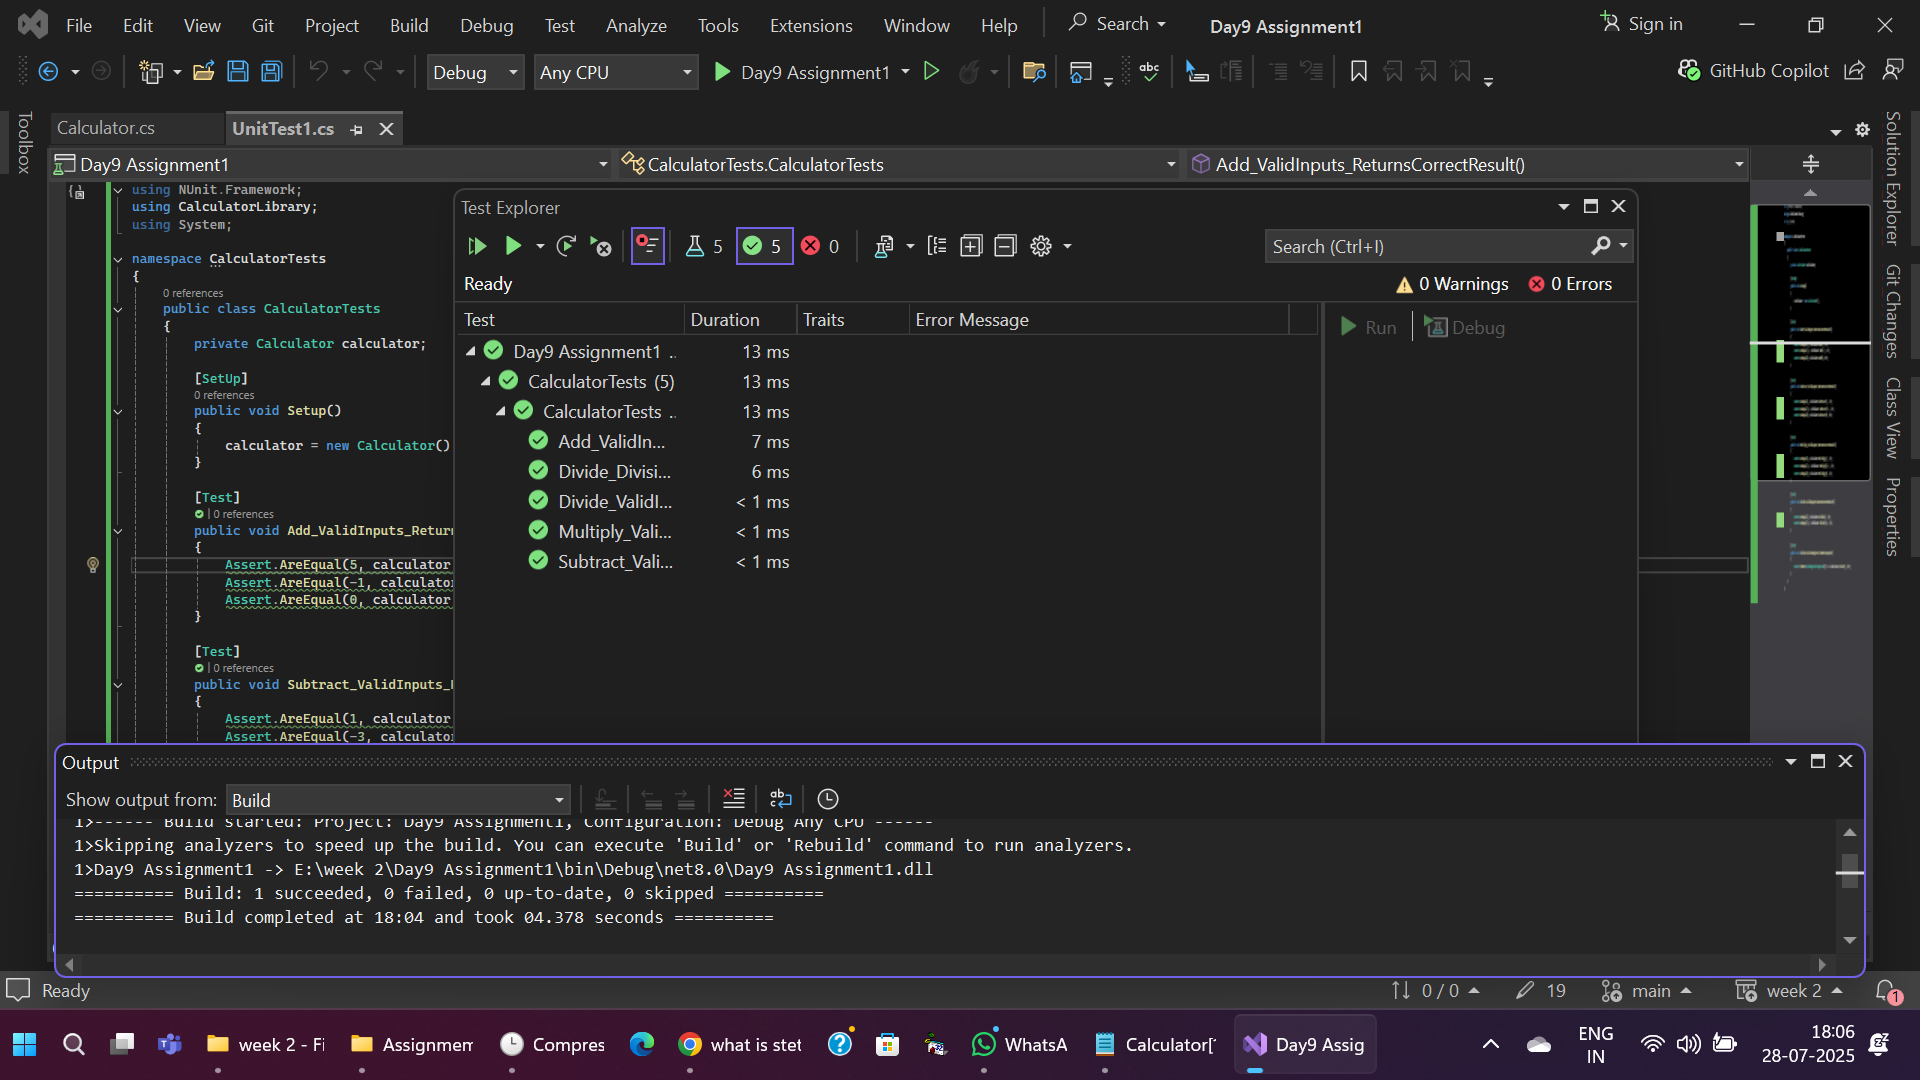 File Edit View Git Project Build Debug Test Analyze Tools Extensions Window Help Search Day9 Assignment1 Sign in
Debug Any CPU Day9 Assignment1 GitHub Copilot
Toolbox
Calculator.cs UnitTest1.cs
Day9 Assignment1 CalculatorTests.CalculatorTests Add_ValidInputs_ReturnsCorrectResult()
using NUnit.Framework;
using CalculatorLibrary;
using System;
namespace CalculatorTests
{
0 references
public class CalculatorTests
{
private Calculator calculator;
[SetUp]
0 references
public void Setup()
{
calculator = new Calculator()
}
[Test]
0 references
public void Add_ValidInputs_Return
{
Assert.AreEqual(5, calculator
Assert.AreEqual(-1, calculato
Assert.AreEqual(0, calculator
}
[Test]
0 references
public void Subtract_ValidInputs_
{
Assert.AreEqual(1, calculator
Assert.AreEqual(-3, calculato
Test Explorer
5 5 0 Search (Ctrl+I)
Ready 0 Warnings 0 Errors
Test Duration Traits Error Message
Run Debug
Day9 Assignment1 .. 13 ms
CalculatorTests (5) 13 ms
CalculatorTests .. 13 ms
Add_ValidIn... 7 ms
Divide_Divisi... 6 ms
Divide_ValidI... < 1 ms
Multiply_Vali... < 1 ms
Subtract_Vali... < 1 ms
Solution Explorer
Git Changes
Class View
Properties
Output
Show output from: Build
1>------ Build started: Project: Day9 Assignment1, Configuration: Debug Any CPU ------
1>Skipping analyzers to speed up the build. You can execute 'Build' or 'Rebuild' command to run analyzers.
1>Day9 Assignment1 -> E:\week 2\Day9 Assignment1\bin\Debug\net8.0\Day9 Assignment1.dll
========== Build: 1 succeeded, 0 failed, 0 up-to-date, 0 skipped ==========
========== Build completed at 18:04 and took 04.378 seconds ==========
Ready 0 / 0 19 main week 2 1
week 2 - Fi Assignmen Compres what is stet WhatsA Calculator[ Day9 Assig
ENG
IN
18:06
28-07-2025